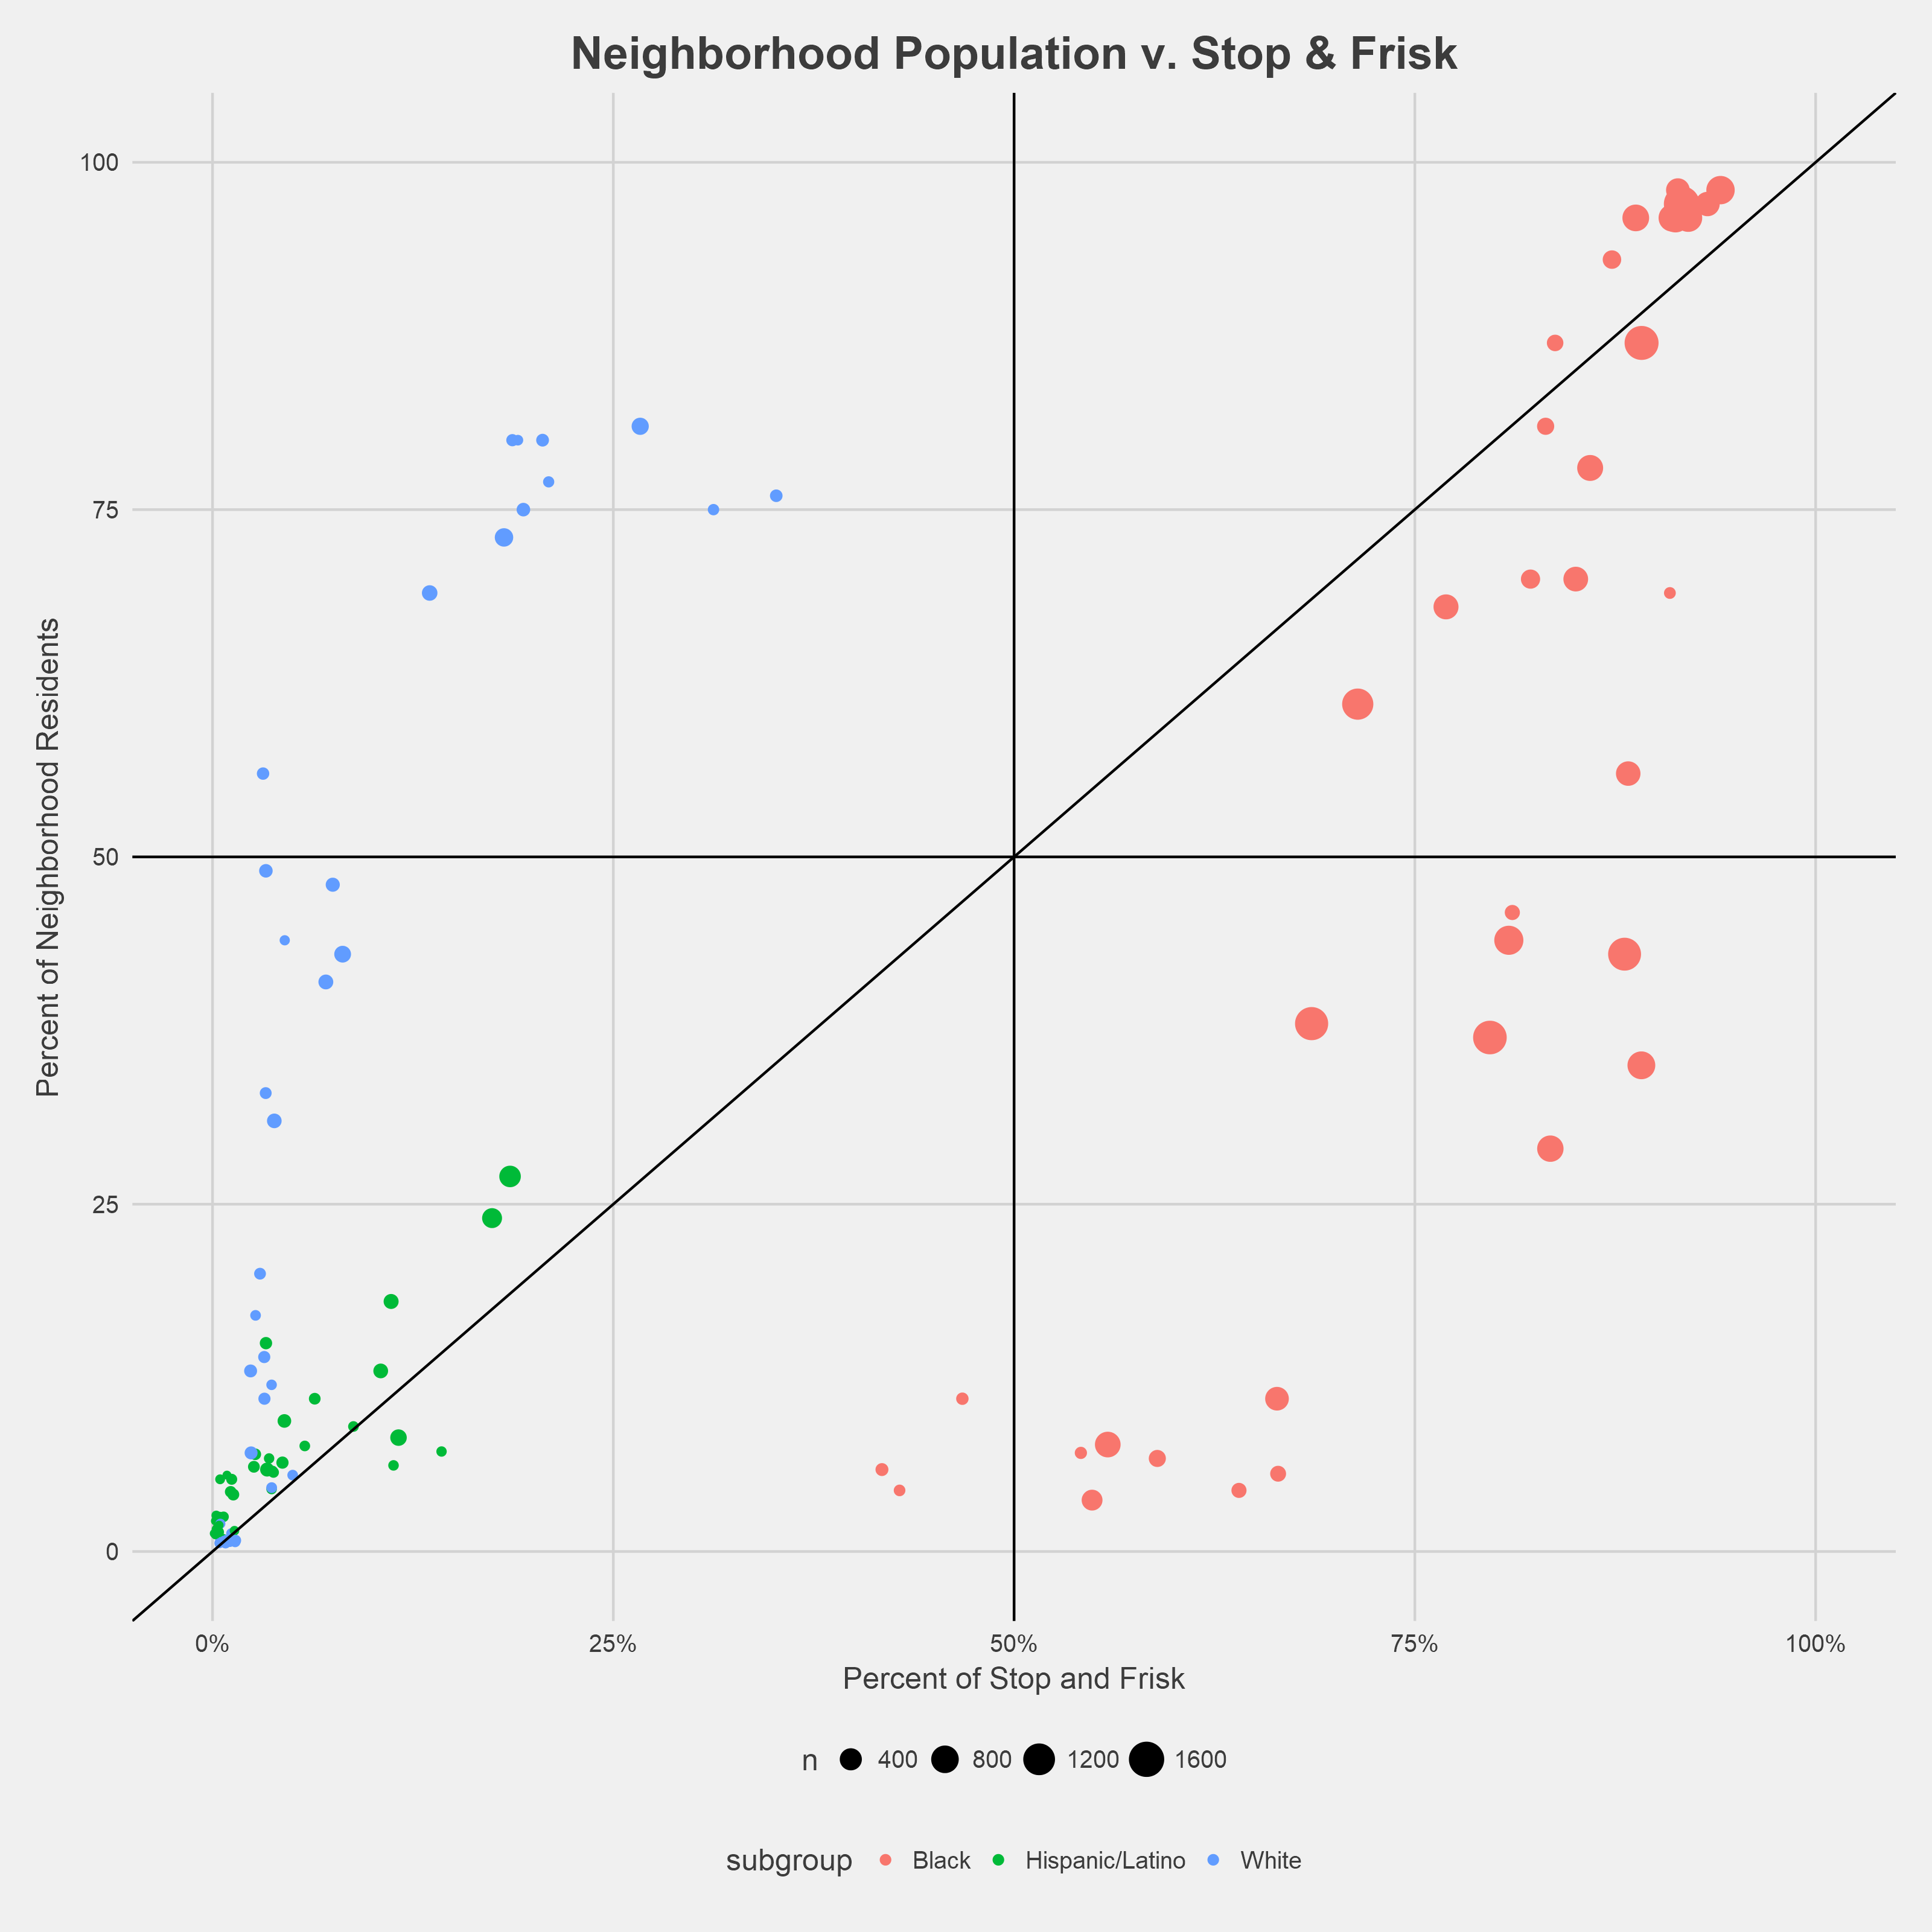 Neighborhood Population v. Stop & Frisk
Percent of Neighborhood Residents
100
75
50
25
0
0%
25%
50%
75%
100%
Percent of Stop and Frisk
n 400 800 1200 1600
subgroup Black Hispanic/Latino White